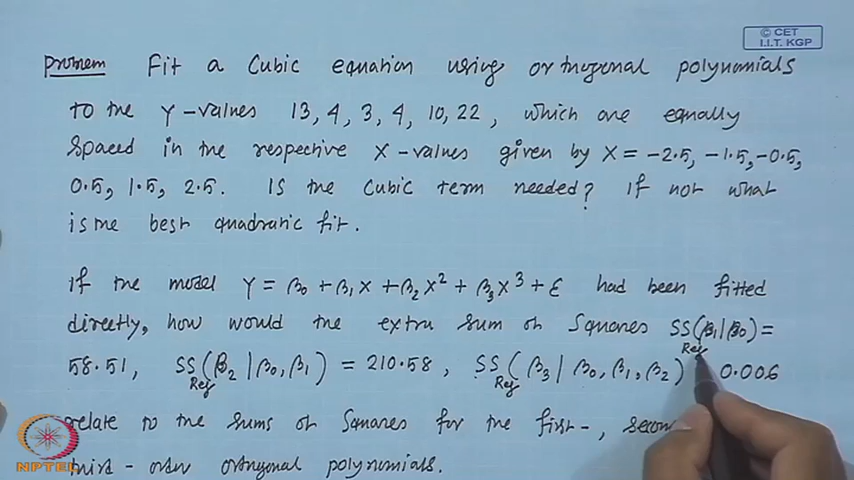 © CET
I.I.T. KGP
Problem Fit a Cubic equation using orthogonal polynomials
to the Y-values 13, 4, 3, 4, 10, 22, which are equally
spaced in the respective X-values given by X = -2.5, -1.5, -0.5,
0.5, 1.5, 2.5. Is the cubic term needed? If not what
is the best quadratic fit.
If the model Y = β0 + β1 X + β2 X² + β3 X³ + ε had been fitted
directly, how would the extra sum of squares SS Reg (β1 | β0) =
58.51, SS Reg (β2 | β0, β1) = 210.58, SS Reg (β3 | β0, β1, β2) 0.006
relate to the sums of squares for the first-,
third-order orthogonal polynomials.
NPTEL